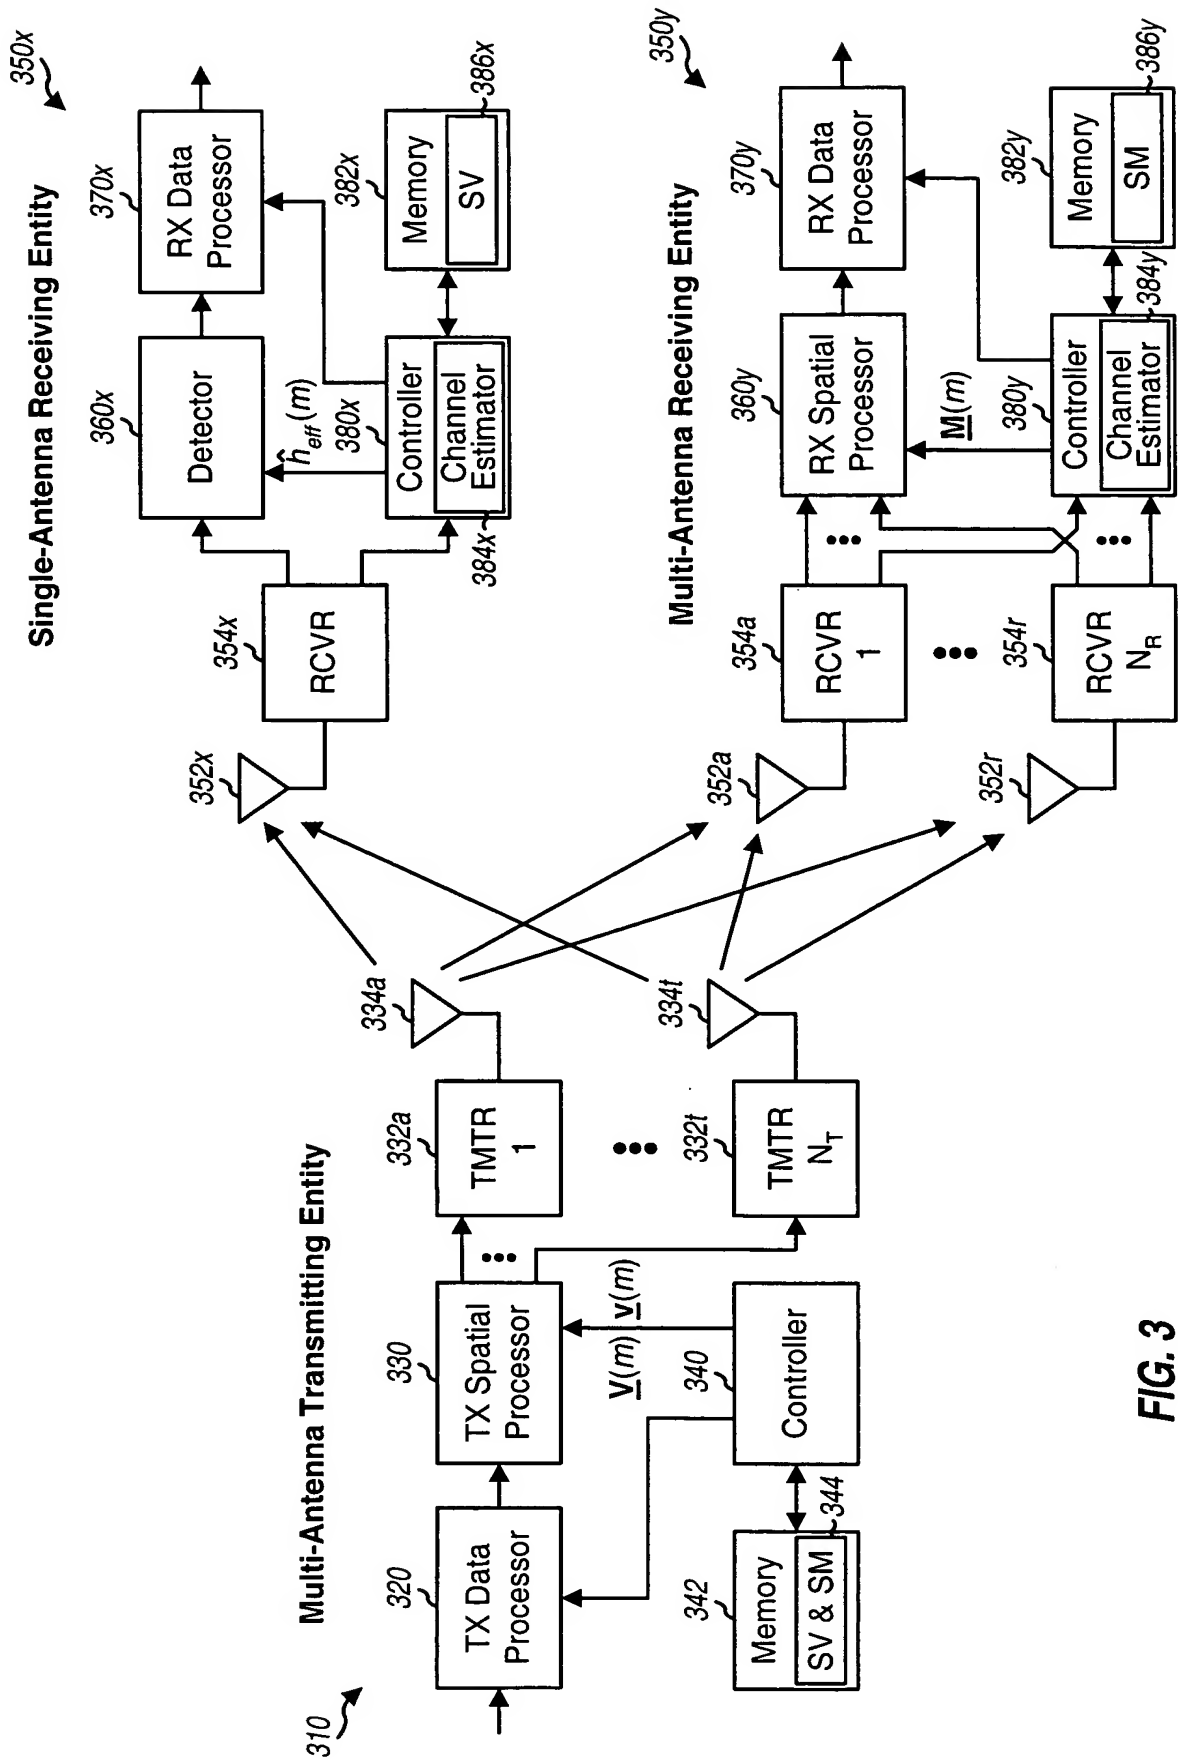 310
Multi-Antenna Transmitting Entity
320
TX Data
Processor
330
TX Spatial
Processor
V(m) v(m)
340
Controller
342
Memory
SV & SM
344
332a
TMTR
1
332t
TMTR
N_T
334a
334t
Single-Antenna Receiving Entity
350x
352x
354x
RCVR
360x
Detector
370x
RX Data
Processor
ĥ_eff(m)
380x
Controller
Channel
Estimator
384x
382x
Memory
SV
386x
Multi-Antenna Receiving Entity
350y
352a
352r
354a
RCVR
1
354r
RCVR
N_R
360y
RX Spatial
Processor
370y
RX Data
Processor
M(m)
380y
Controller
Channel
Estimator
384y
382y
Memory
SM
386y
FIG. 3